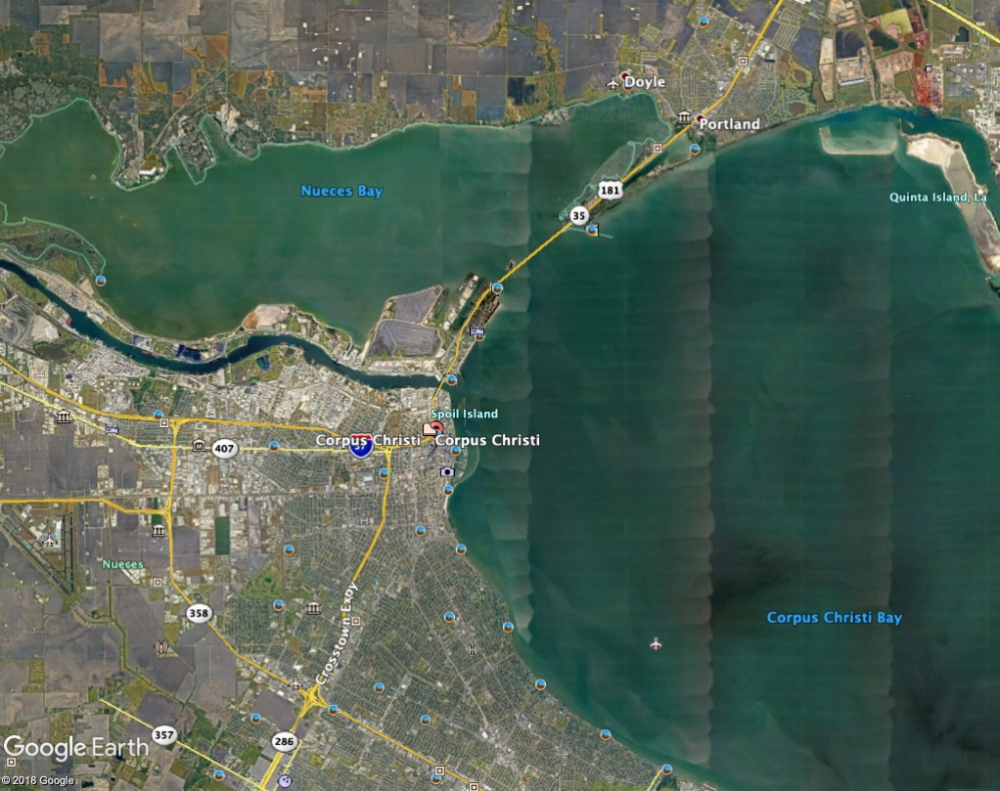 Doyle
Portland
181
Nueces Bay
Quinta Island, La
35
Spoil Island
Corpus Christi
Corpus Christi
407
37
Nueces
358
Crosstown Expy
Corpus Christi Bay
357
286
Google Earth
© 2018 Google